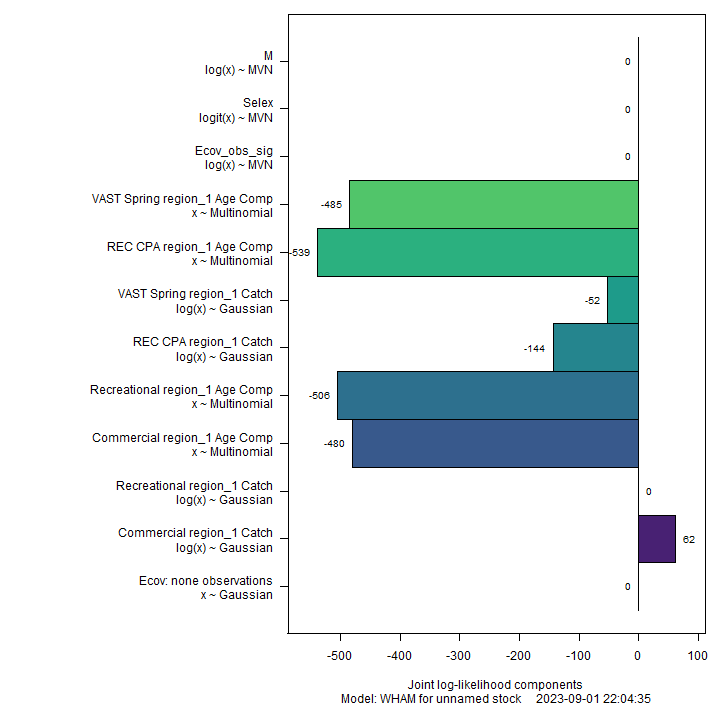 M
log(x) ~ MVN
0
Selex
logit(x) ~ MVN
0
Ecov_obs_sig
log(x) ~ MVN
0
VAST Spring region_1 Age Comp
x ~ Multinomial
-485
REC CPA region_1 Age Comp
x ~ Multinomial
-539
VAST Spring region_1 Catch
log(x) ~ Gaussian
-52
REC CPA region_1 Catch
log(x) ~ Gaussian
-144
Recreational region_1 Age Comp
x ~ Multinomial
-506
Commercial region_1 Age Comp
x ~ Multinomial
-480
Recreational region_1 Catch
log(x) ~ Gaussian
0
Commercial region_1 Catch
log(x) ~ Gaussian
62
Ecov: none observations
x ~ Gaussian
0
-500 -400 -300 -200 -100 0 100
Joint log-likelihood components
Model: WHAM for unnamed stock 2023-09-01 22:04:35